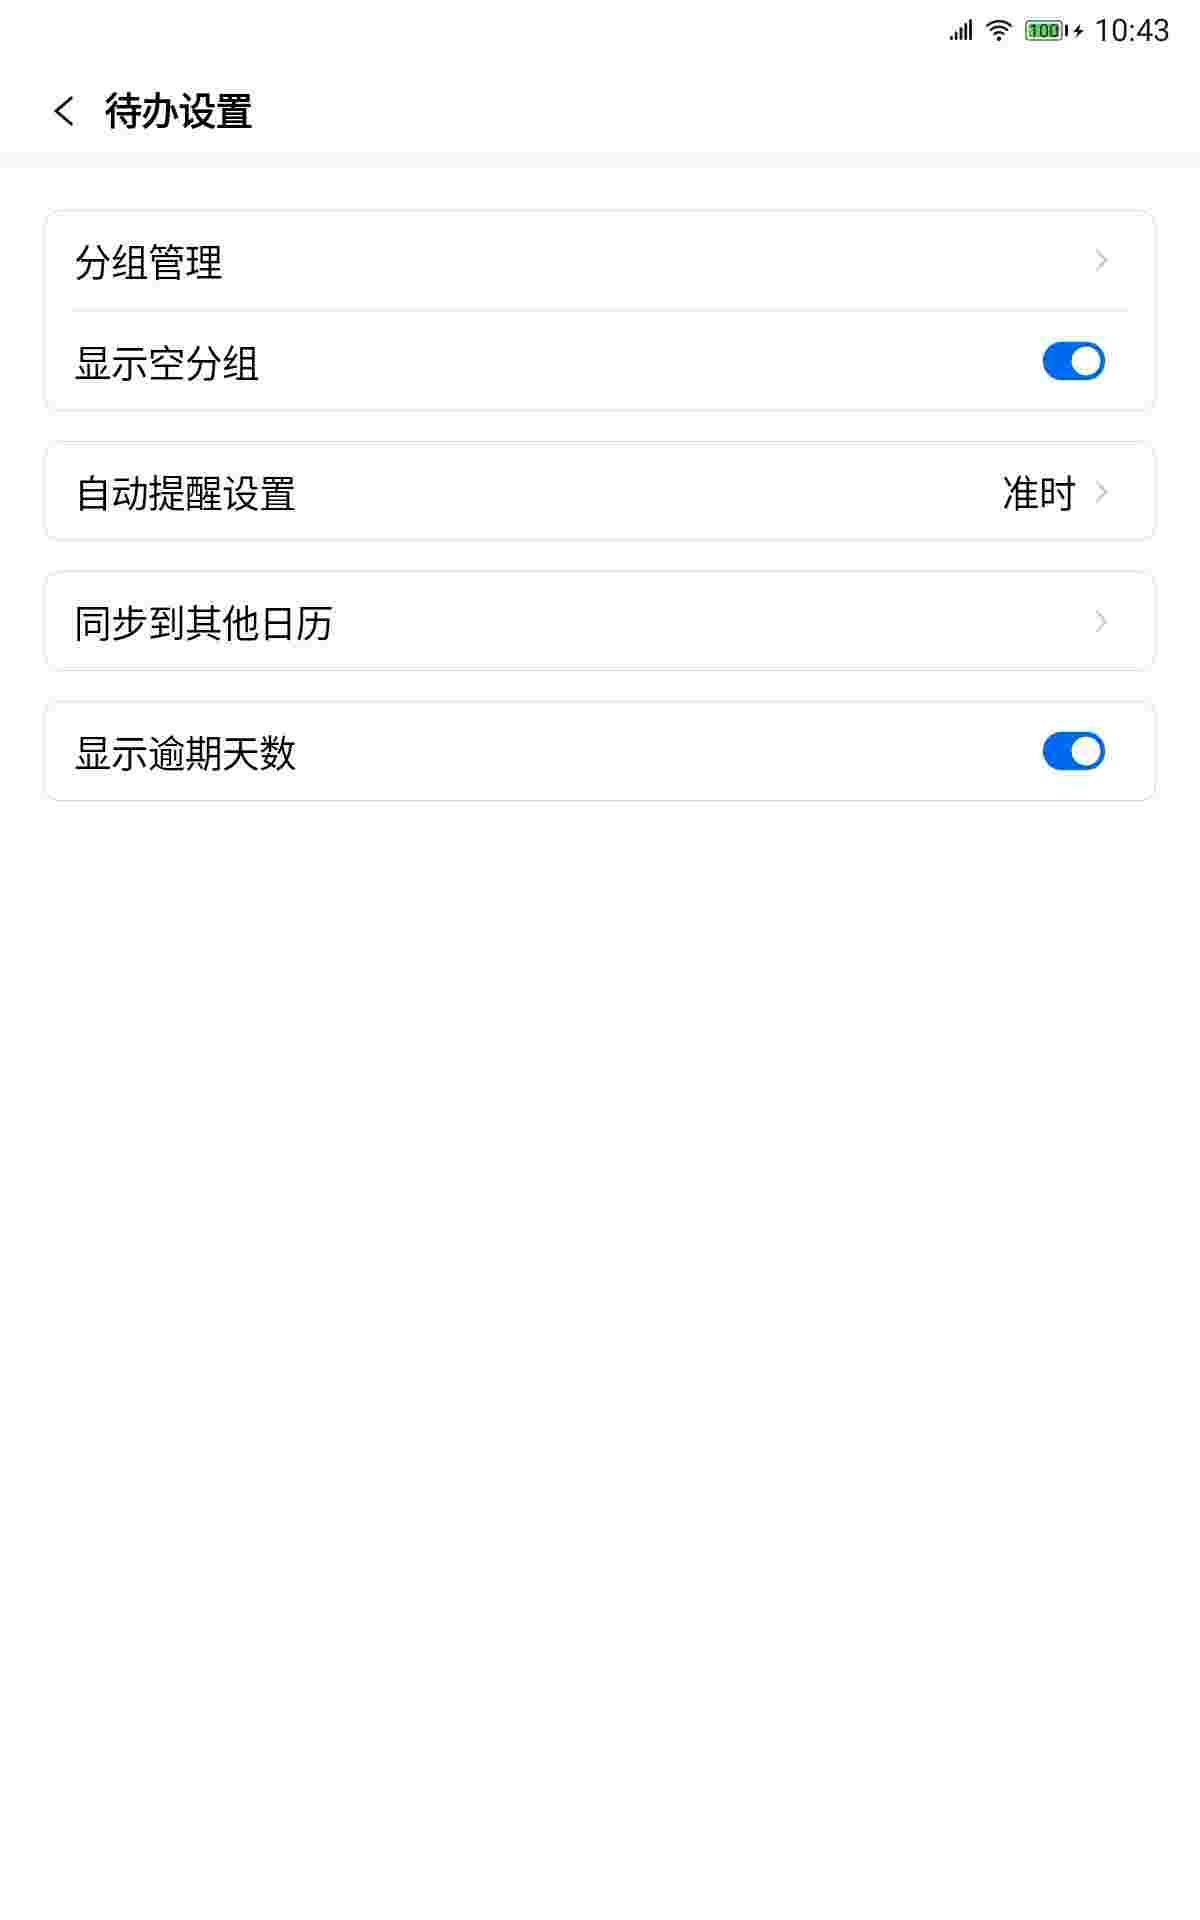 100 10:43
待办设置
分组管理
显示空分组
自动提醒设置 准时
同步到其他日历
显示逾期天数